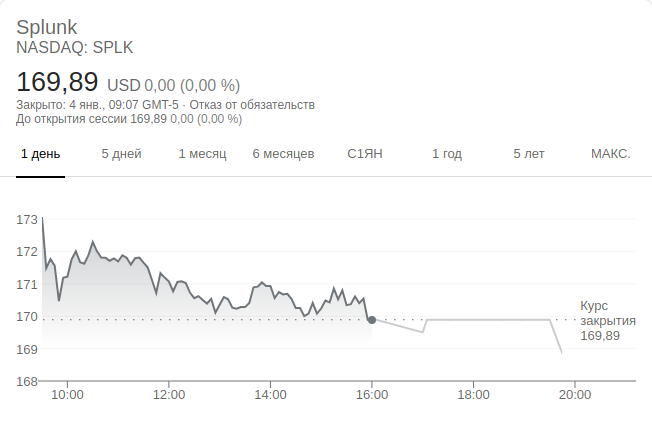 Splunk
NASDAQ: SPLK
169,89 USD 0,00 (0,00 %)
Закрыто: 4 янв., 09:07 GMT-5 · Отказ от обязательств
До открытия сессии 169,89 0,00 (0,00 %)
1 день 5 дней 1 месяц 6 месяцев С1ЯН 1 год 5 лет МАКС.
173
172
171
170
169
168
Курс
закрытия
169,89
10:00 12:00 14:00 16:00 18:00 20:00